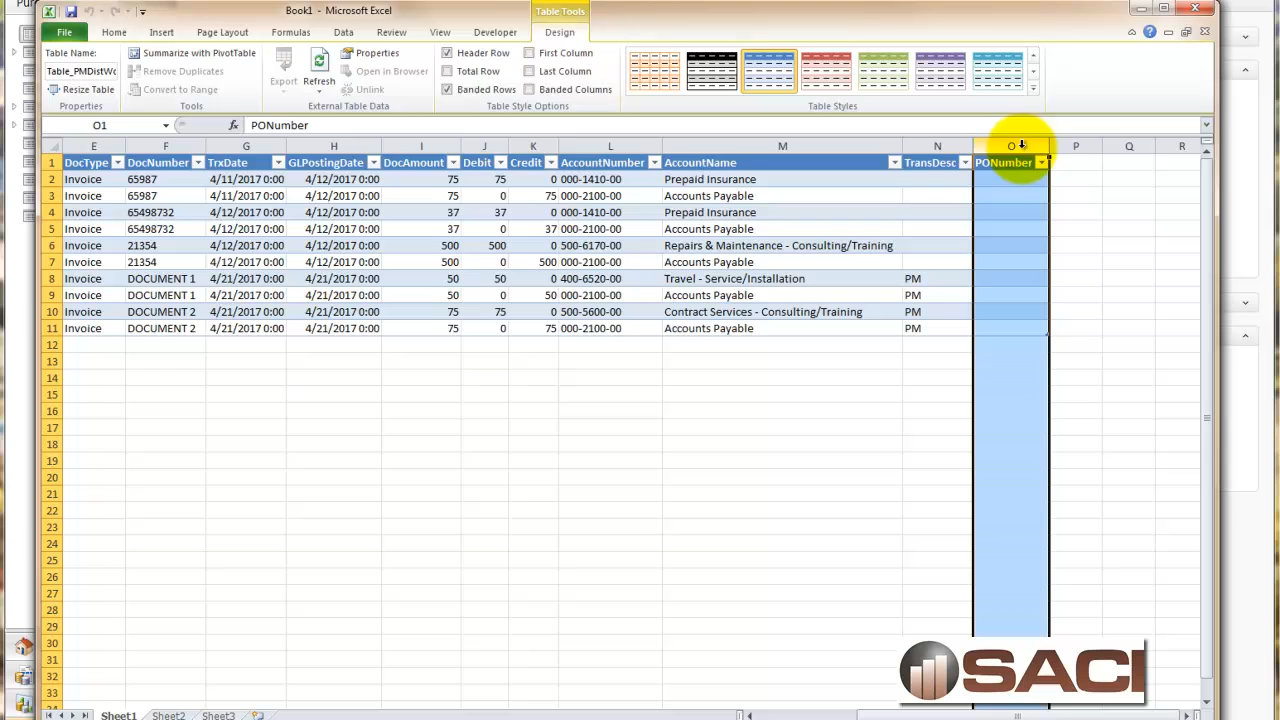 Book1 - Microsoft Excel
Table Tools
File Home Insert Page Layout Formulas Data Review View Developer Design
Table Name: Summarize with PivotTable Properties Header Row First Column
Table_PMDistWo Remove Duplicates Export Refresh Open in Browser Total Row Last Column
Resize Table Convert to Range Unlink Banded Rows Banded Columns
Properties Tools External Table Data Table Style Options Table Styles
O1 fx PONumber
E F G H I J K L M N O P Q R
1 DocType DocNumber TrxDate GLPostingDate DocAmount Debit Credit AccountNumber AccountName TransDesc PONumber
2 Invoice 65987 4/11/2017 0:00 4/12/2017 0:00 75 75 0 000-1410-00 Prepaid Insurance
3 Invoice 65987 4/11/2017 0:00 4/12/2017 0:00 75 0 75 000-2100-00 Accounts Payable
4 Invoice 65498732 4/12/2017 0:00 4/12/2017 0:00 37 37 0 000-1410-00 Prepaid Insurance
5 Invoice 65498732 4/12/2017 0:00 4/12/2017 0:00 37 0 37 000-2100-00 Accounts Payable
6 Invoice 21354 4/12/2017 0:00 4/12/2017 0:00 500 500 0 500-6170-00 Repairs & Maintenance - Consulting/Training
7 Invoice 21354 4/12/2017 0:00 4/12/2017 0:00 500 0 500 000-2100-00 Accounts Payable
8 Invoice DOCUMENT 1 4/21/2017 0:00 4/21/2017 0:00 50 50 0 400-6520-00 Travel - Service/Installation PM
9 Invoice DOCUMENT 1 4/21/2017 0:00 4/21/2017 0:00 50 0 50 000-2100-00 Accounts Payable PM
10 Invoice DOCUMENT 2 4/21/2017 0:00 4/21/2017 0:00 75 75 0 500-5600-00 Contract Services - Consulting/Training PM
11 Invoice DOCUMENT 2 4/21/2017 0:00 4/21/2017 0:00 75 0 75 000-2100-00 Accounts Payable PM
12
13
14
15
16
17
18
19
20
21
22
23
24
25
26
27
28
29
30
31
32
33
SACI
Sheet1 Sheet2 Sheet3